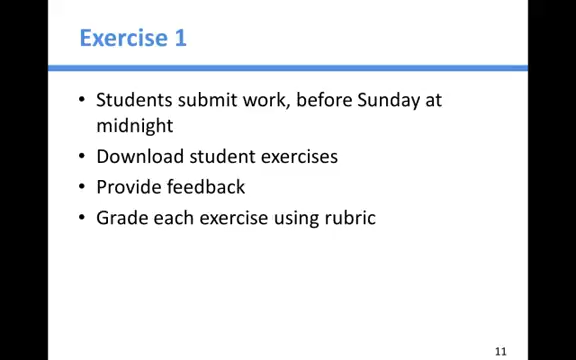 Exercise 1
• Students submit work, before Sunday at
midnight
• Download student exercises
• Provide feedback
• Grade each exercise using rubric
11